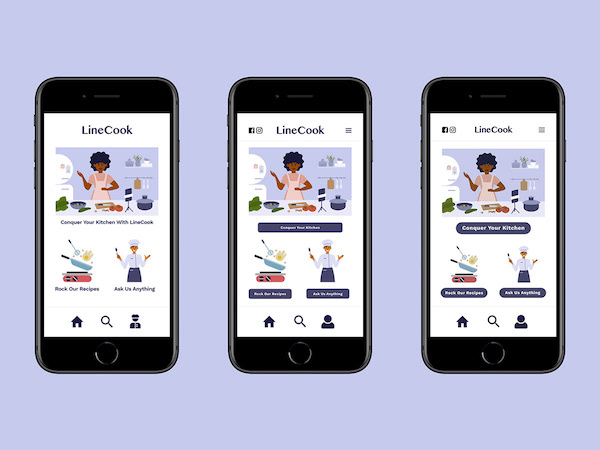 LineCook
Conquer Your Kitchen With LineCook
Rock Our Recipes
Ask Us Anything
LineCook
Conquer Your Kitchen
Rock Our Recipes
Ask Us Anything
LineCook
Conquer Your Kitchen
Rock Our Recipes
Ask Us Anything